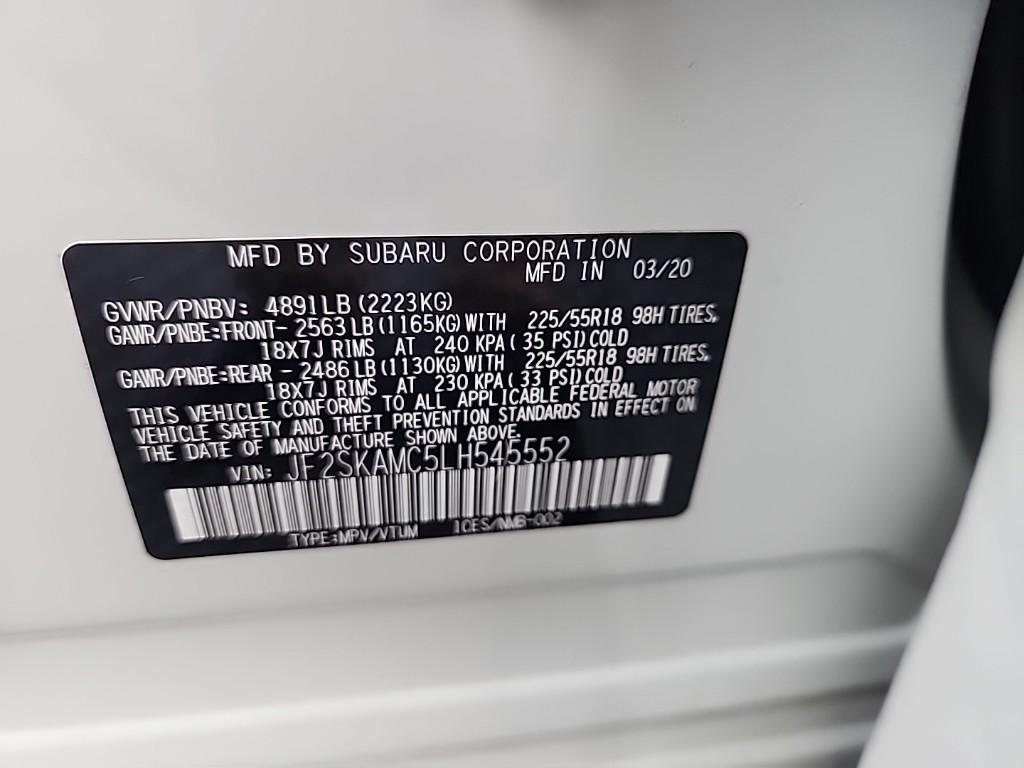 MFD BY SUBARU CORPORATION
MFD IN 03/20
GVWR/PNBV: 4891LB (2223KG)
GAWR/PNBE:FRONT- 2563LB(1165KG)WITH 225/55R18 98H TIRES,
18X7J RIMS AT 240 KPA( 35 PSI)COLD
GAWR/PNBE:REAR - 2486LB(1130KG)WITH 225/55R18 98H TIRES,
18X7J RIMS AT 230 KPA( 33 PSI)COLD
THIS VEHICLE CONFORMS TO ALL APPLICABLE FEDERAL MOTOR
VEHICLE SAFETY AND THEFT PREVENTION STANDARDS IN EFFECT ON
THE DATE OF MANUFACTURE SHOWN ABOVE.
VIN: JF2SKAMC5LH545552
TYPE:MPV/VTUM ICES/NMB-002